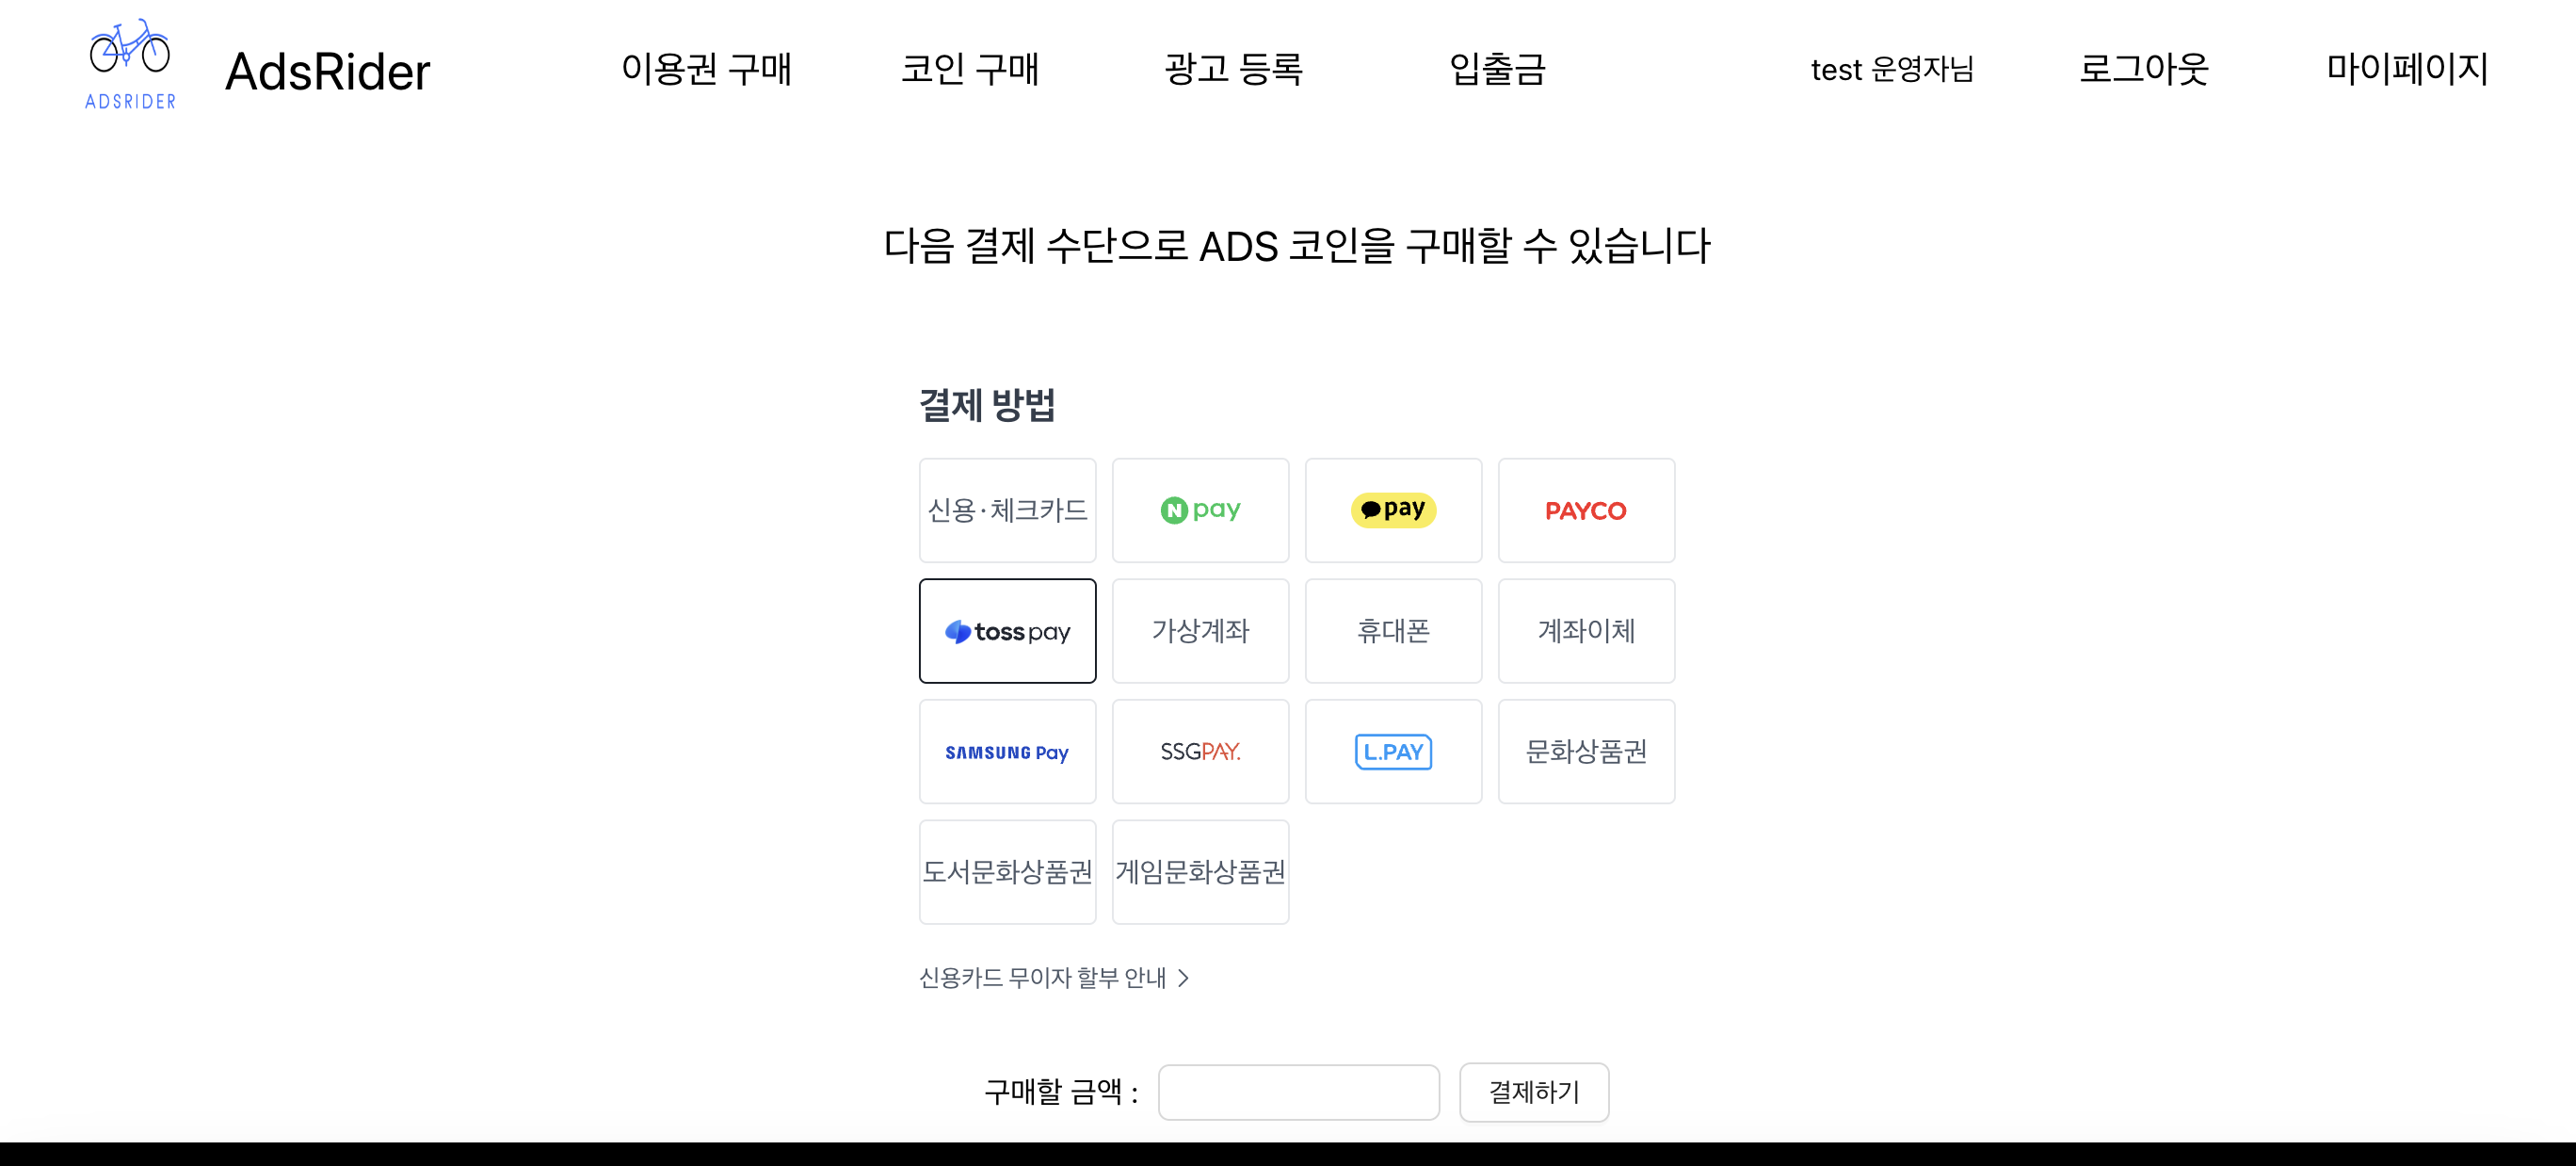 ADSRIDER
AdsRider 이용권 구매 코인 구매 광고 등록 입출금 test 운영자님 로그아웃 마이페이지
다음 결제 수단으로 ADS 코인을 구매할 수 있습니다
결제 방법
신용·체크카드 N pay pay PAYCO
toss pay 가상계좌 휴대폰 계좌이체
SAMSUNG Pay SSGPAY. L.PAY 문화상품권
도서문화상품권 게임문화상품권
신용카드 무이자 할부 안내 >
구매할 금액 : 결제하기